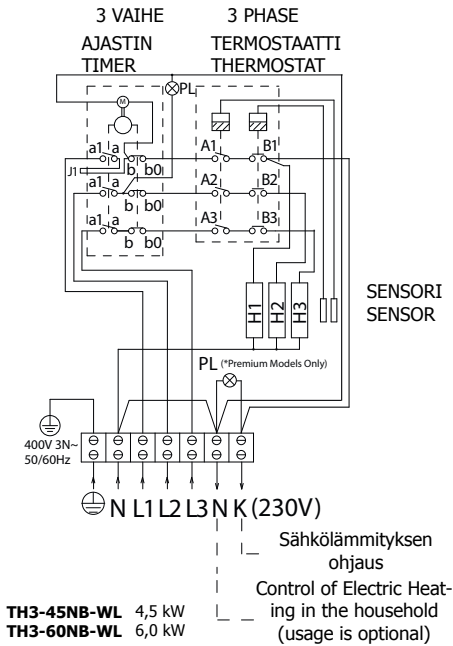 3 VAIHE
3 PHASE
AJASTIN
TIMER
TERMOSTAATTI
THERMOSTAT
M
PL
a1 a
b b0
J1
A1
B1
a1 a
b b0
A2
B2
a1 a
b b0
A3
B3
H1
H2
H3
SENSORI
SENSOR
PL (*Premium Models Only)
400V 3N~
50/60Hz
N L1 L2 L3 N K (230V)
Sähkölämmityksen
ohjaus
Control of Electric Heat-
ing in the household
(usage is optional)
TH3-45NB-WL 4,5 kW
TH3-60NB-WL 6,0 kW